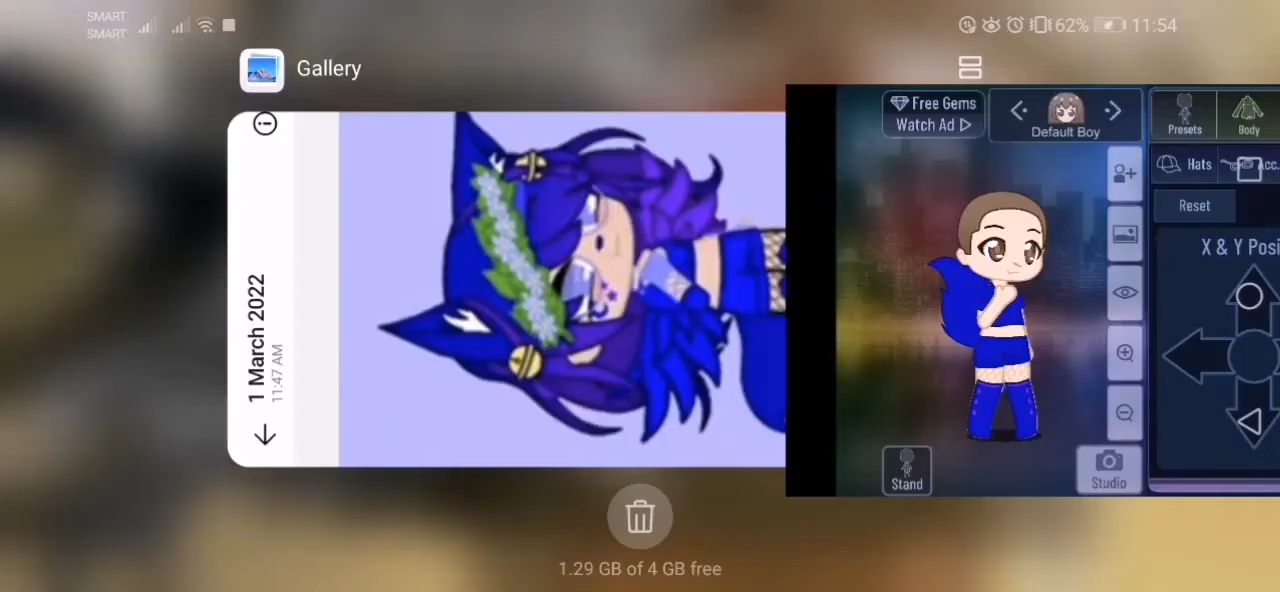 SMART
SMART
62%
11:54
Gallery
1 March 2022
11:47 AM
Free Gems
Watch Ad
Default Boy
Presets
Body
Hats
Acc.
Reset
X & Y Posi
Stand
Studio
1.29 GB of 4 GB free